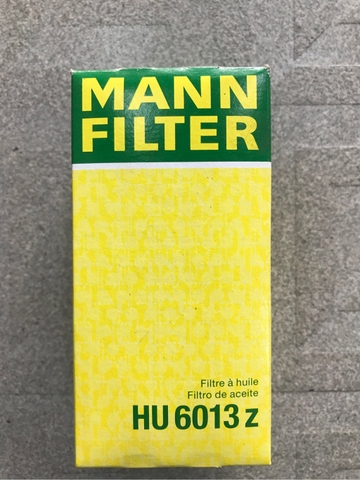 MANN
FILTER
Filtre à huile
Filtro de aceite
HU 6013 z